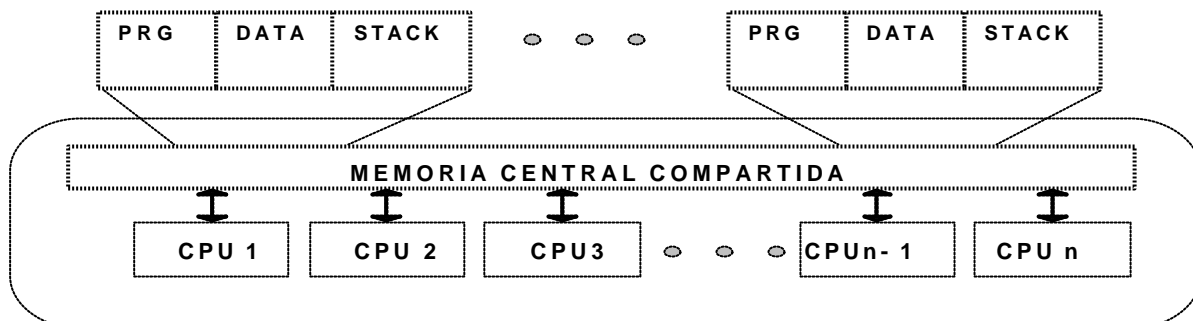 PRG DATA STACK PRG DATA STACK
MEMORIA CENTRAL COMPARTIDA
CPU 1 CPU 2 CPU3 CPUn-1 CPU n